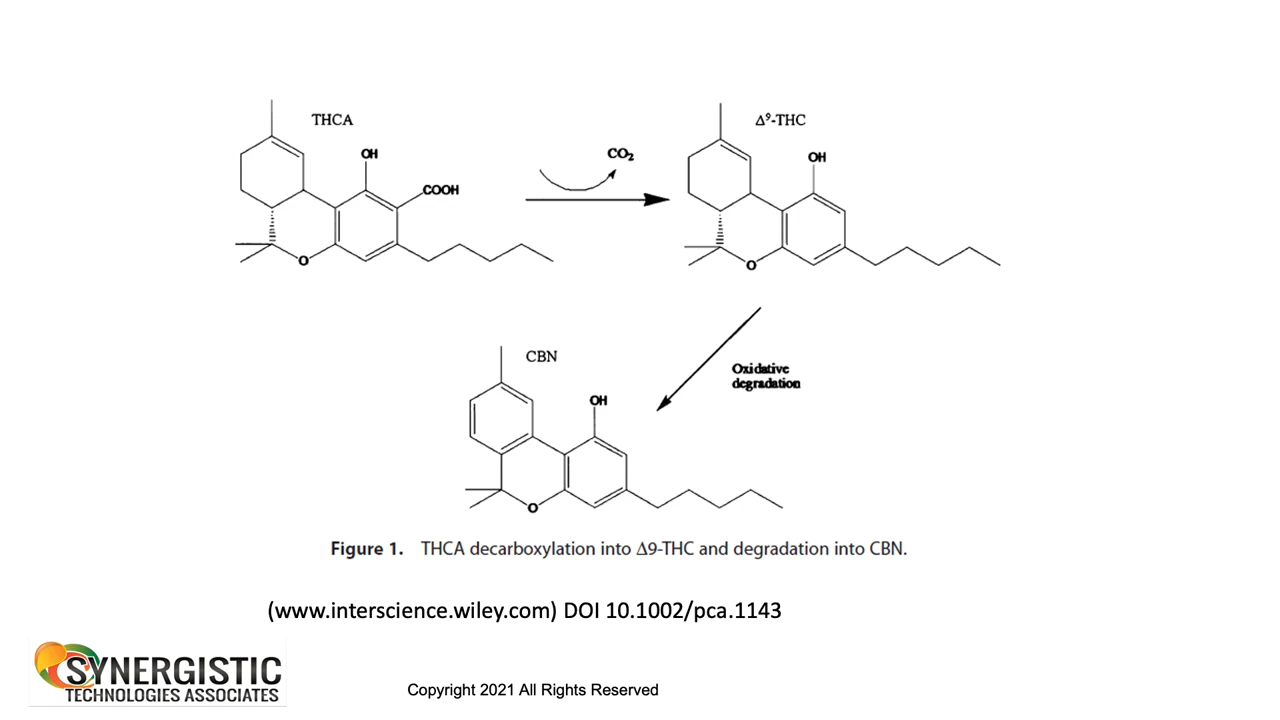 THCA
OH
COOH
O
CO₂
Δ⁹-THC
OH
O
Oxidative
degradation
CBN
OH
O
Figure 1. THCA decarboxylation into Δ9-THC and degradation into CBN.
(www.interscience.wiley.com) DOI 10.1002/pca.1143
SYNERGISTIC
TECHNOLOGIES ASSOCIATES
Copyright 2021 All Rights Reserved